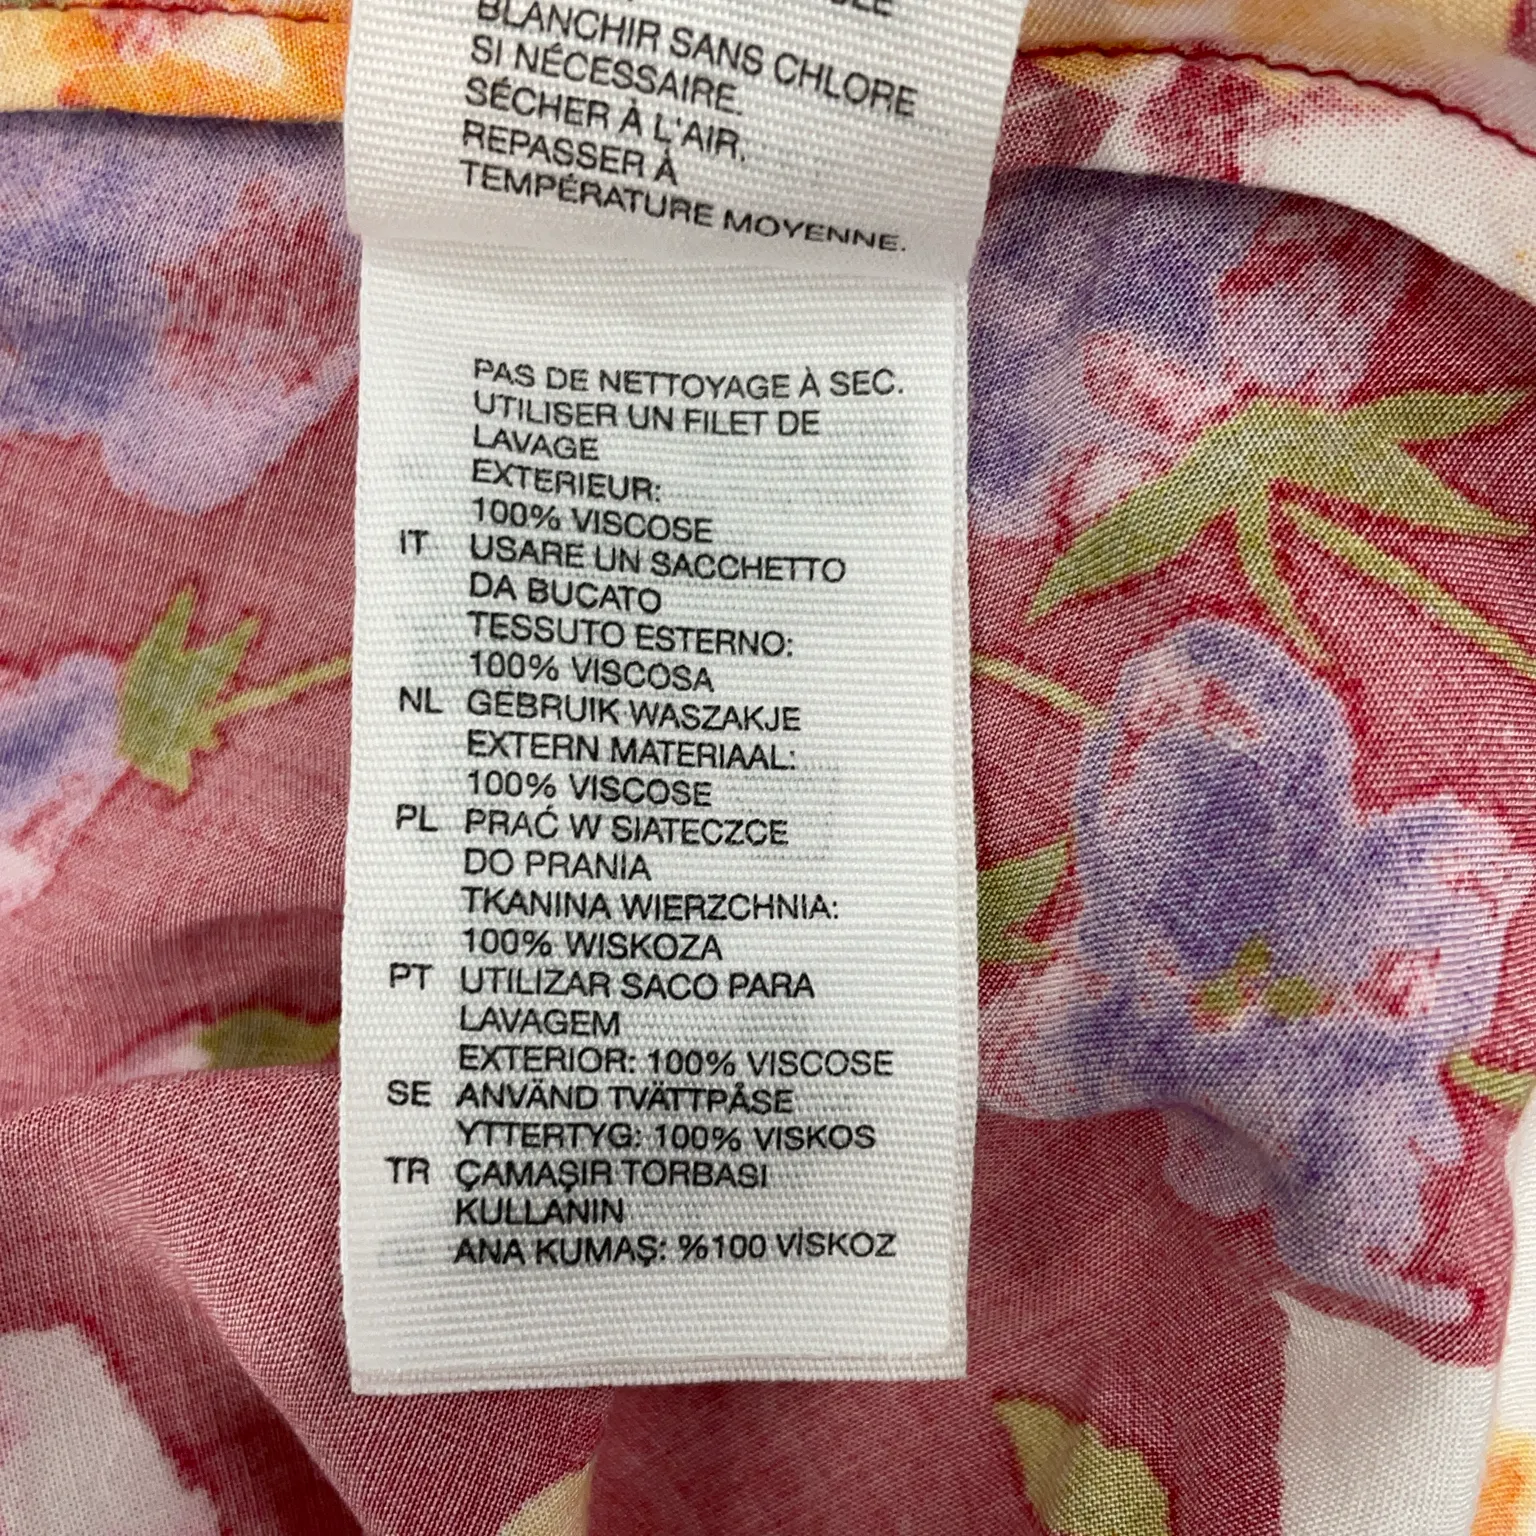 BLANCHIR SANS CHLORE
SI NÉCESSAIRE.
SÉCHER À L'AIR.
REPASSER À
TEMPÉRATURE MOYENNE.
PAS DE NETTOYAGE À SEC.
UTILISER UN FILET DE
LAVAGE
EXTERIEUR:
100% VISCOSE
IT USARE UN SACCHETTO
DA BUCATO
TESSUTO ESTERNO:
100% VISCOSA
NL GEBRUIK WASZAKJE
EXTERN MATERIAAL:
100% VISCOSE
PL PRAĆ W SIATECZCE
DO PRANIA
TKANINA WIERZCHNIA:
100% WISKOZA
PT UTILIZAR SACO PARA
LAVAGEM
EXTERIOR: 100% VISCOSE
SE ANVÄND TVÄTTPÅSE
YTTERTYG: 100% VISKOS
TR ÇAMAŞIR TORBASI
KULLANIN
ANA KUMAŞ: %100 VİSKOZ